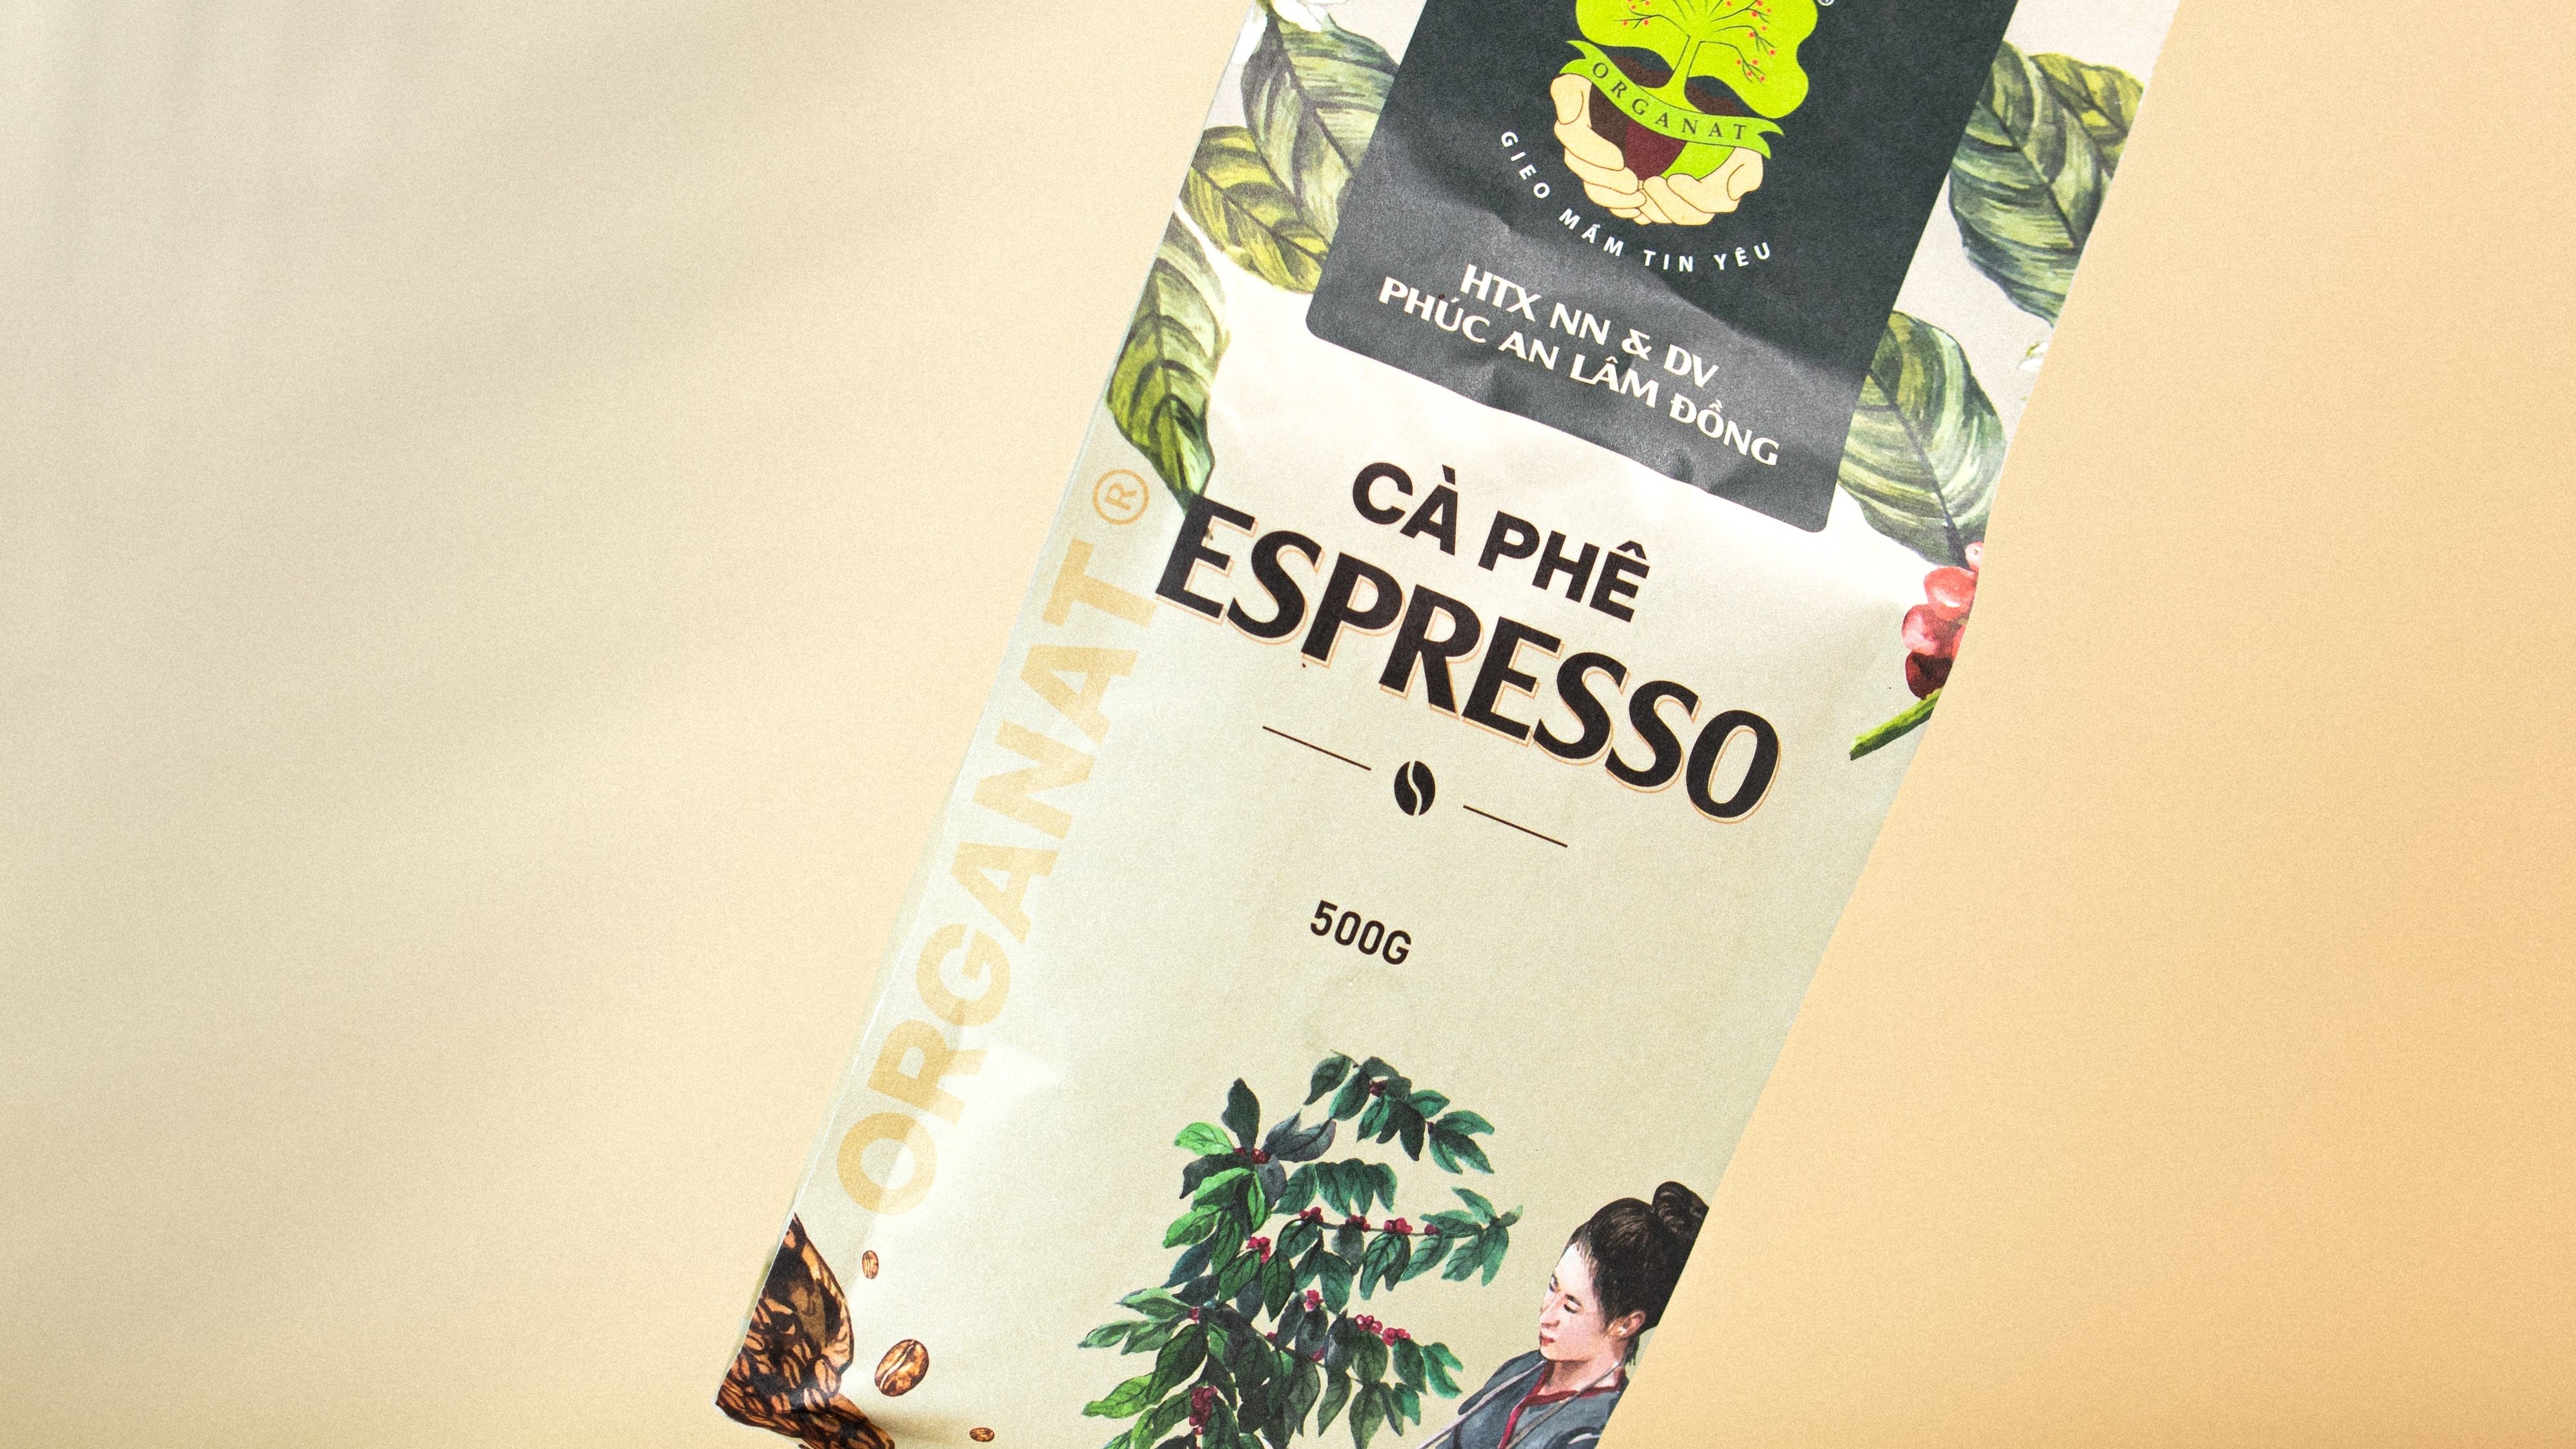 ORGANAT
GIEO MẦM TIN YÊU
HTX NN & DV
PHÚC AN LÂM ĐỒNG
CÀ PHÊ
ESPRESSO
500G
ORGANAT ®